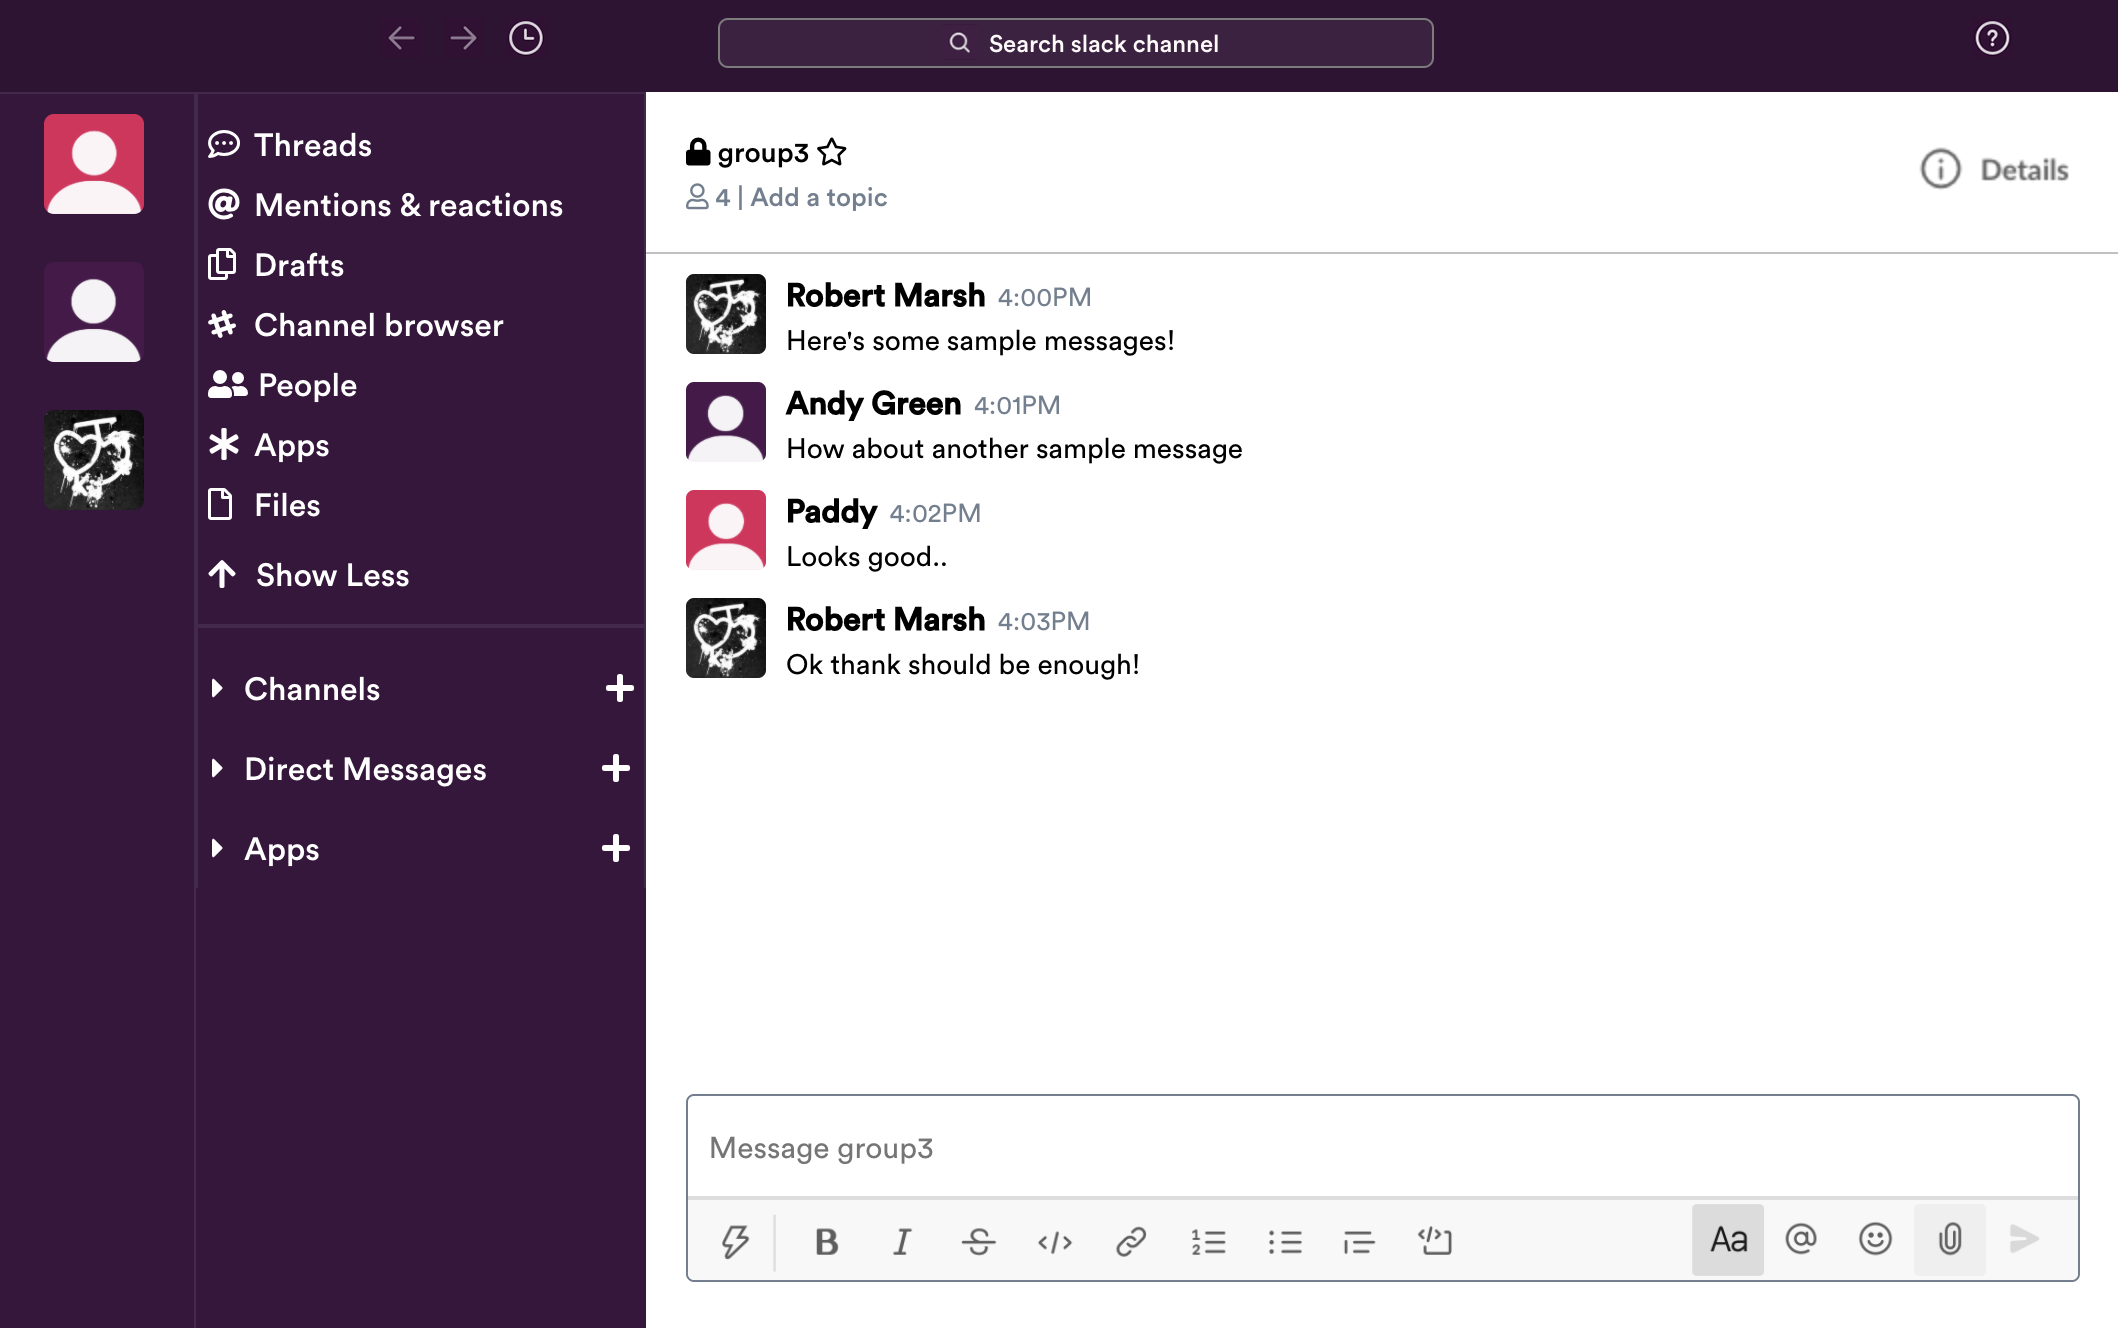 Search slack channel
Threads
Mentions & reactions
Drafts
Channel browser
People
Apps
Files
Show Less
Channels
Direct Messages
Apps
group3
4 | Add a topic
Details
Robert Marsh 4:00PM
Here's some sample messages!
Andy Green 4:01PM
How about another sample message
Paddy 4:02PM
Looks good..
Robert Marsh 4:03PM
Ok thank should be enough!
Message group3
B I S </> Aa @